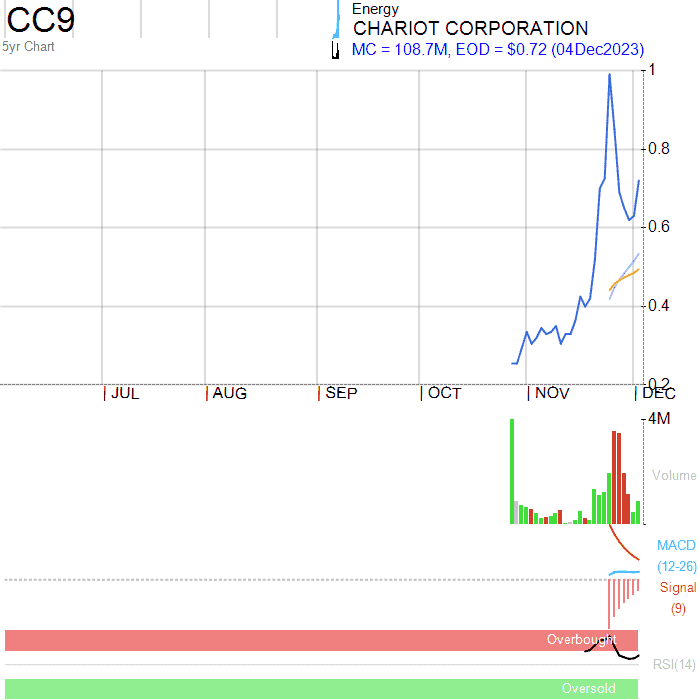 CC9
Energy
CHARIOT CORPORATION
5yr Chart
MC = 108.7M, EOD = $0.72 (04Dec2023)
1
0.8
0.6
0.4
0.2
JUL AUG SEP OCT NOV DEC
4M
Volume
MACD
(12-26)
Signal
(9)
Overbought
RSI(14)
Oversold